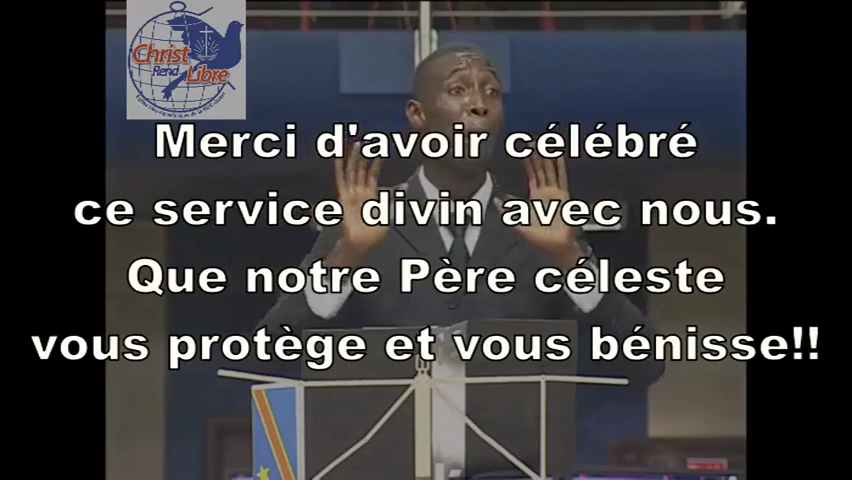 Christ
Rend
Libre
Merci d'avoir célébré
ce service divin avec nous.
Que notre Père céleste
vous protège et vous bénisse!!